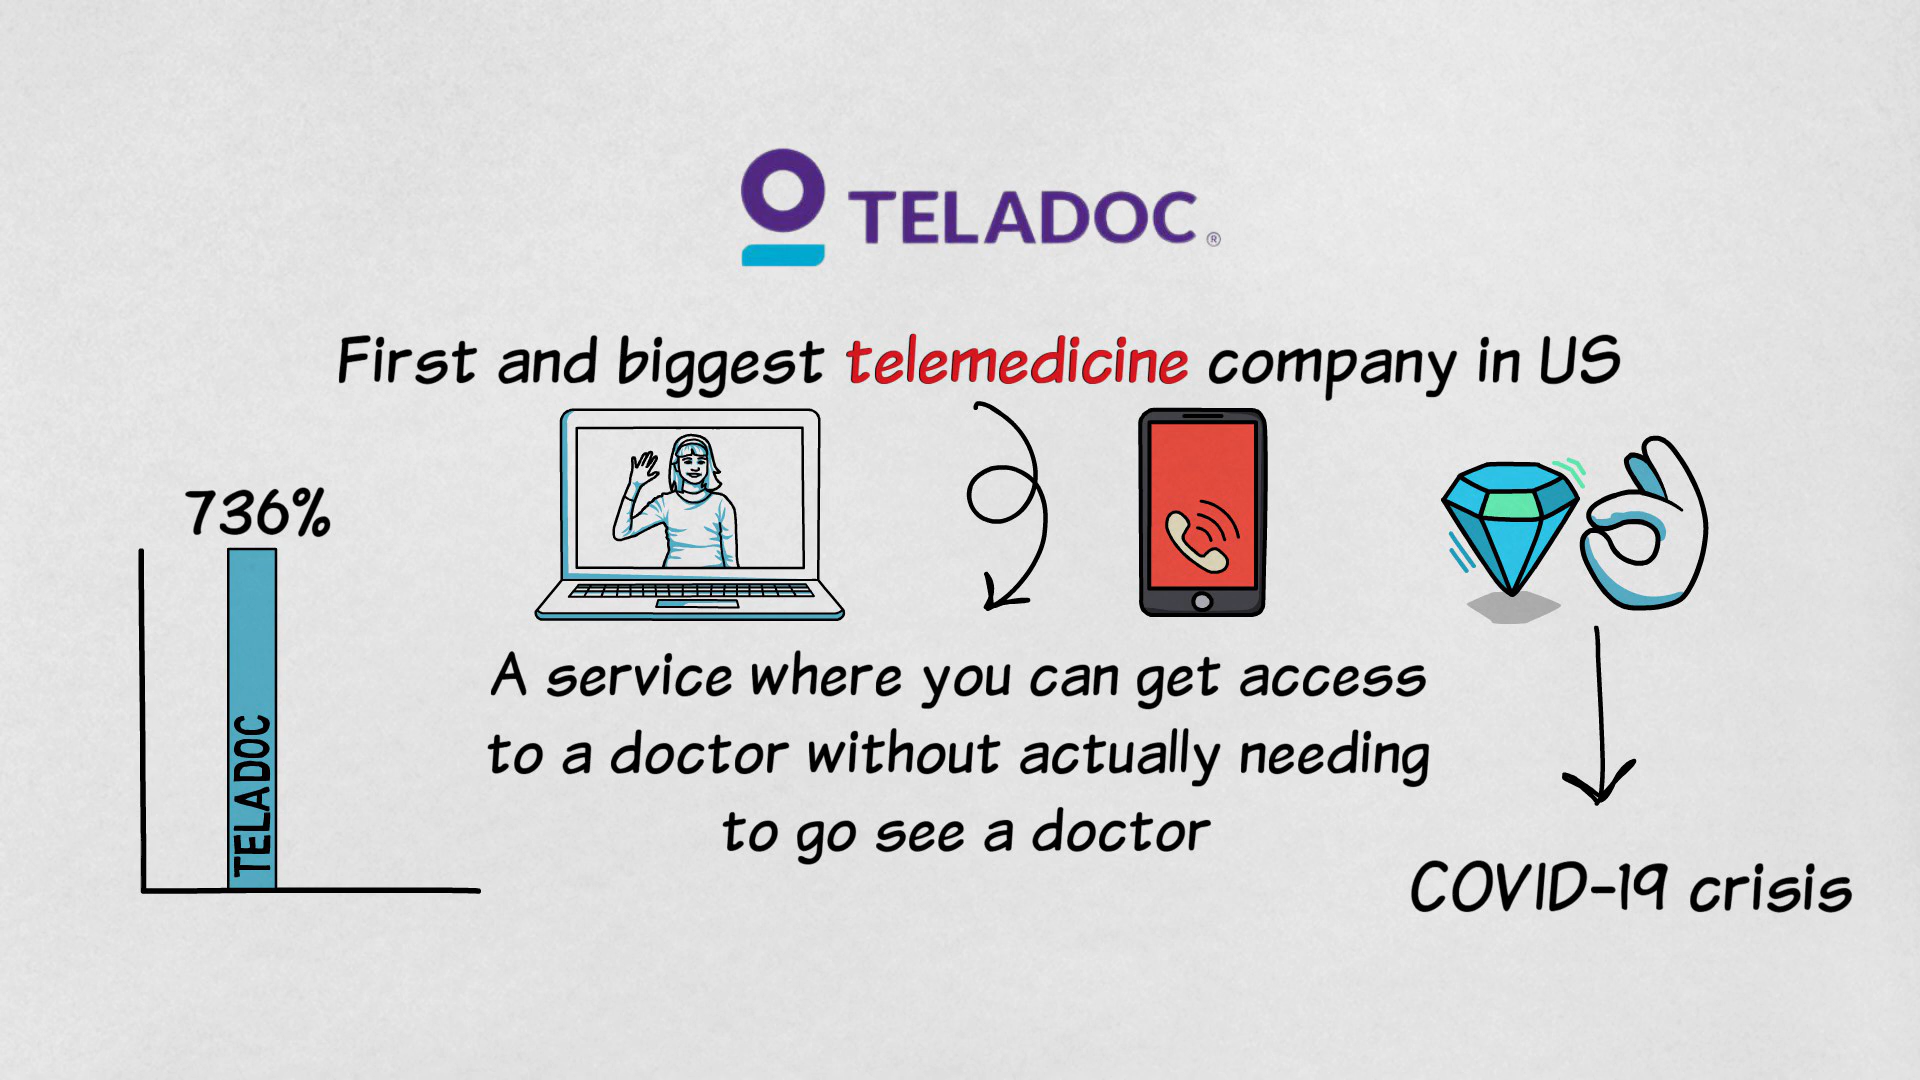 TELADOC ®
First and biggest telemedicine company in US
736%
TELADOC
A service where you can get access
to a doctor without actually needing
to go see a doctor
COVID-19 crisis